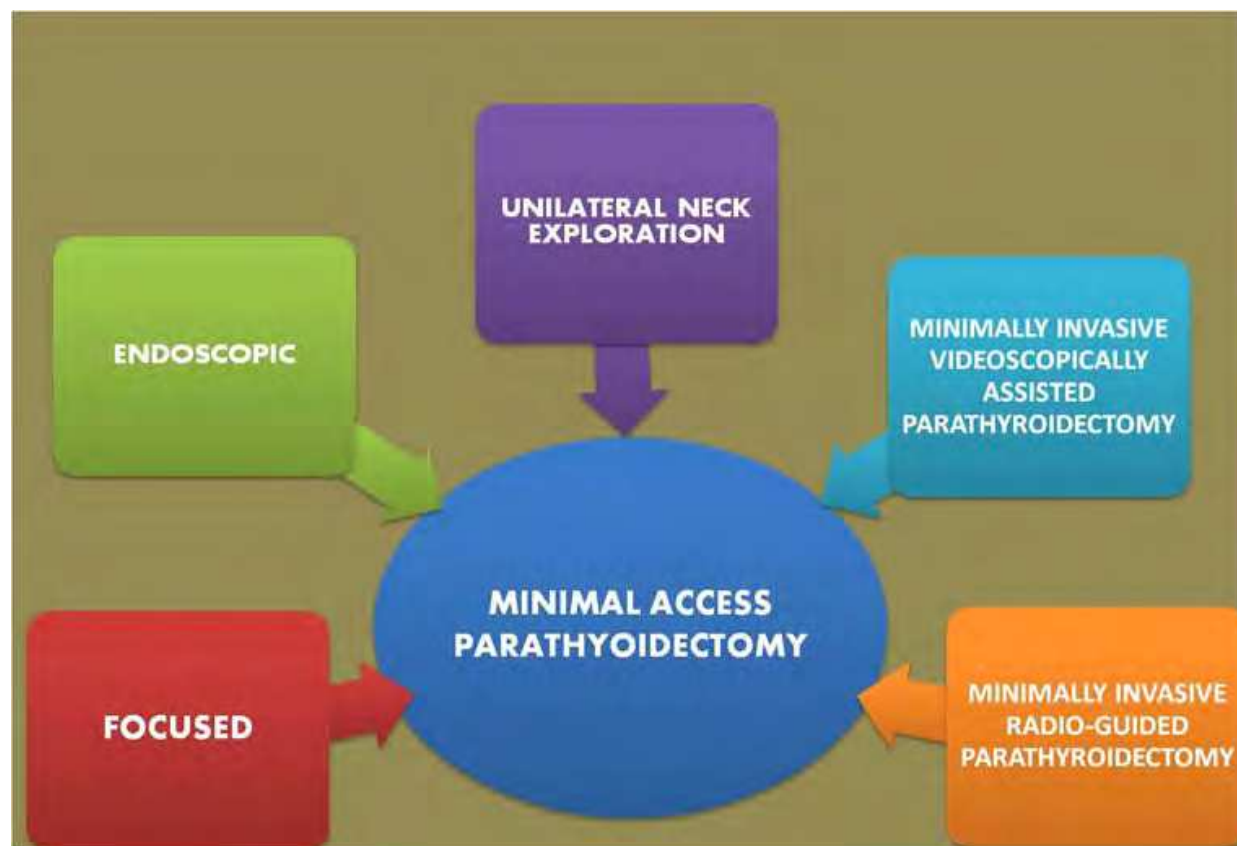 UNILATERAL NECK
EXPLORATION
ENDOSCOPIC
MINIMALLY INVASIVE
VIDEOSCOPICALLY
ASSISTED
PARATHYROIDECTOMY
MINIMAL ACCESS
PARATHYOIDECTOMY
FOCUSED
MINIMALLY INVASIVE
RADIO-GUIDED
PARATHYROIDECTOMY